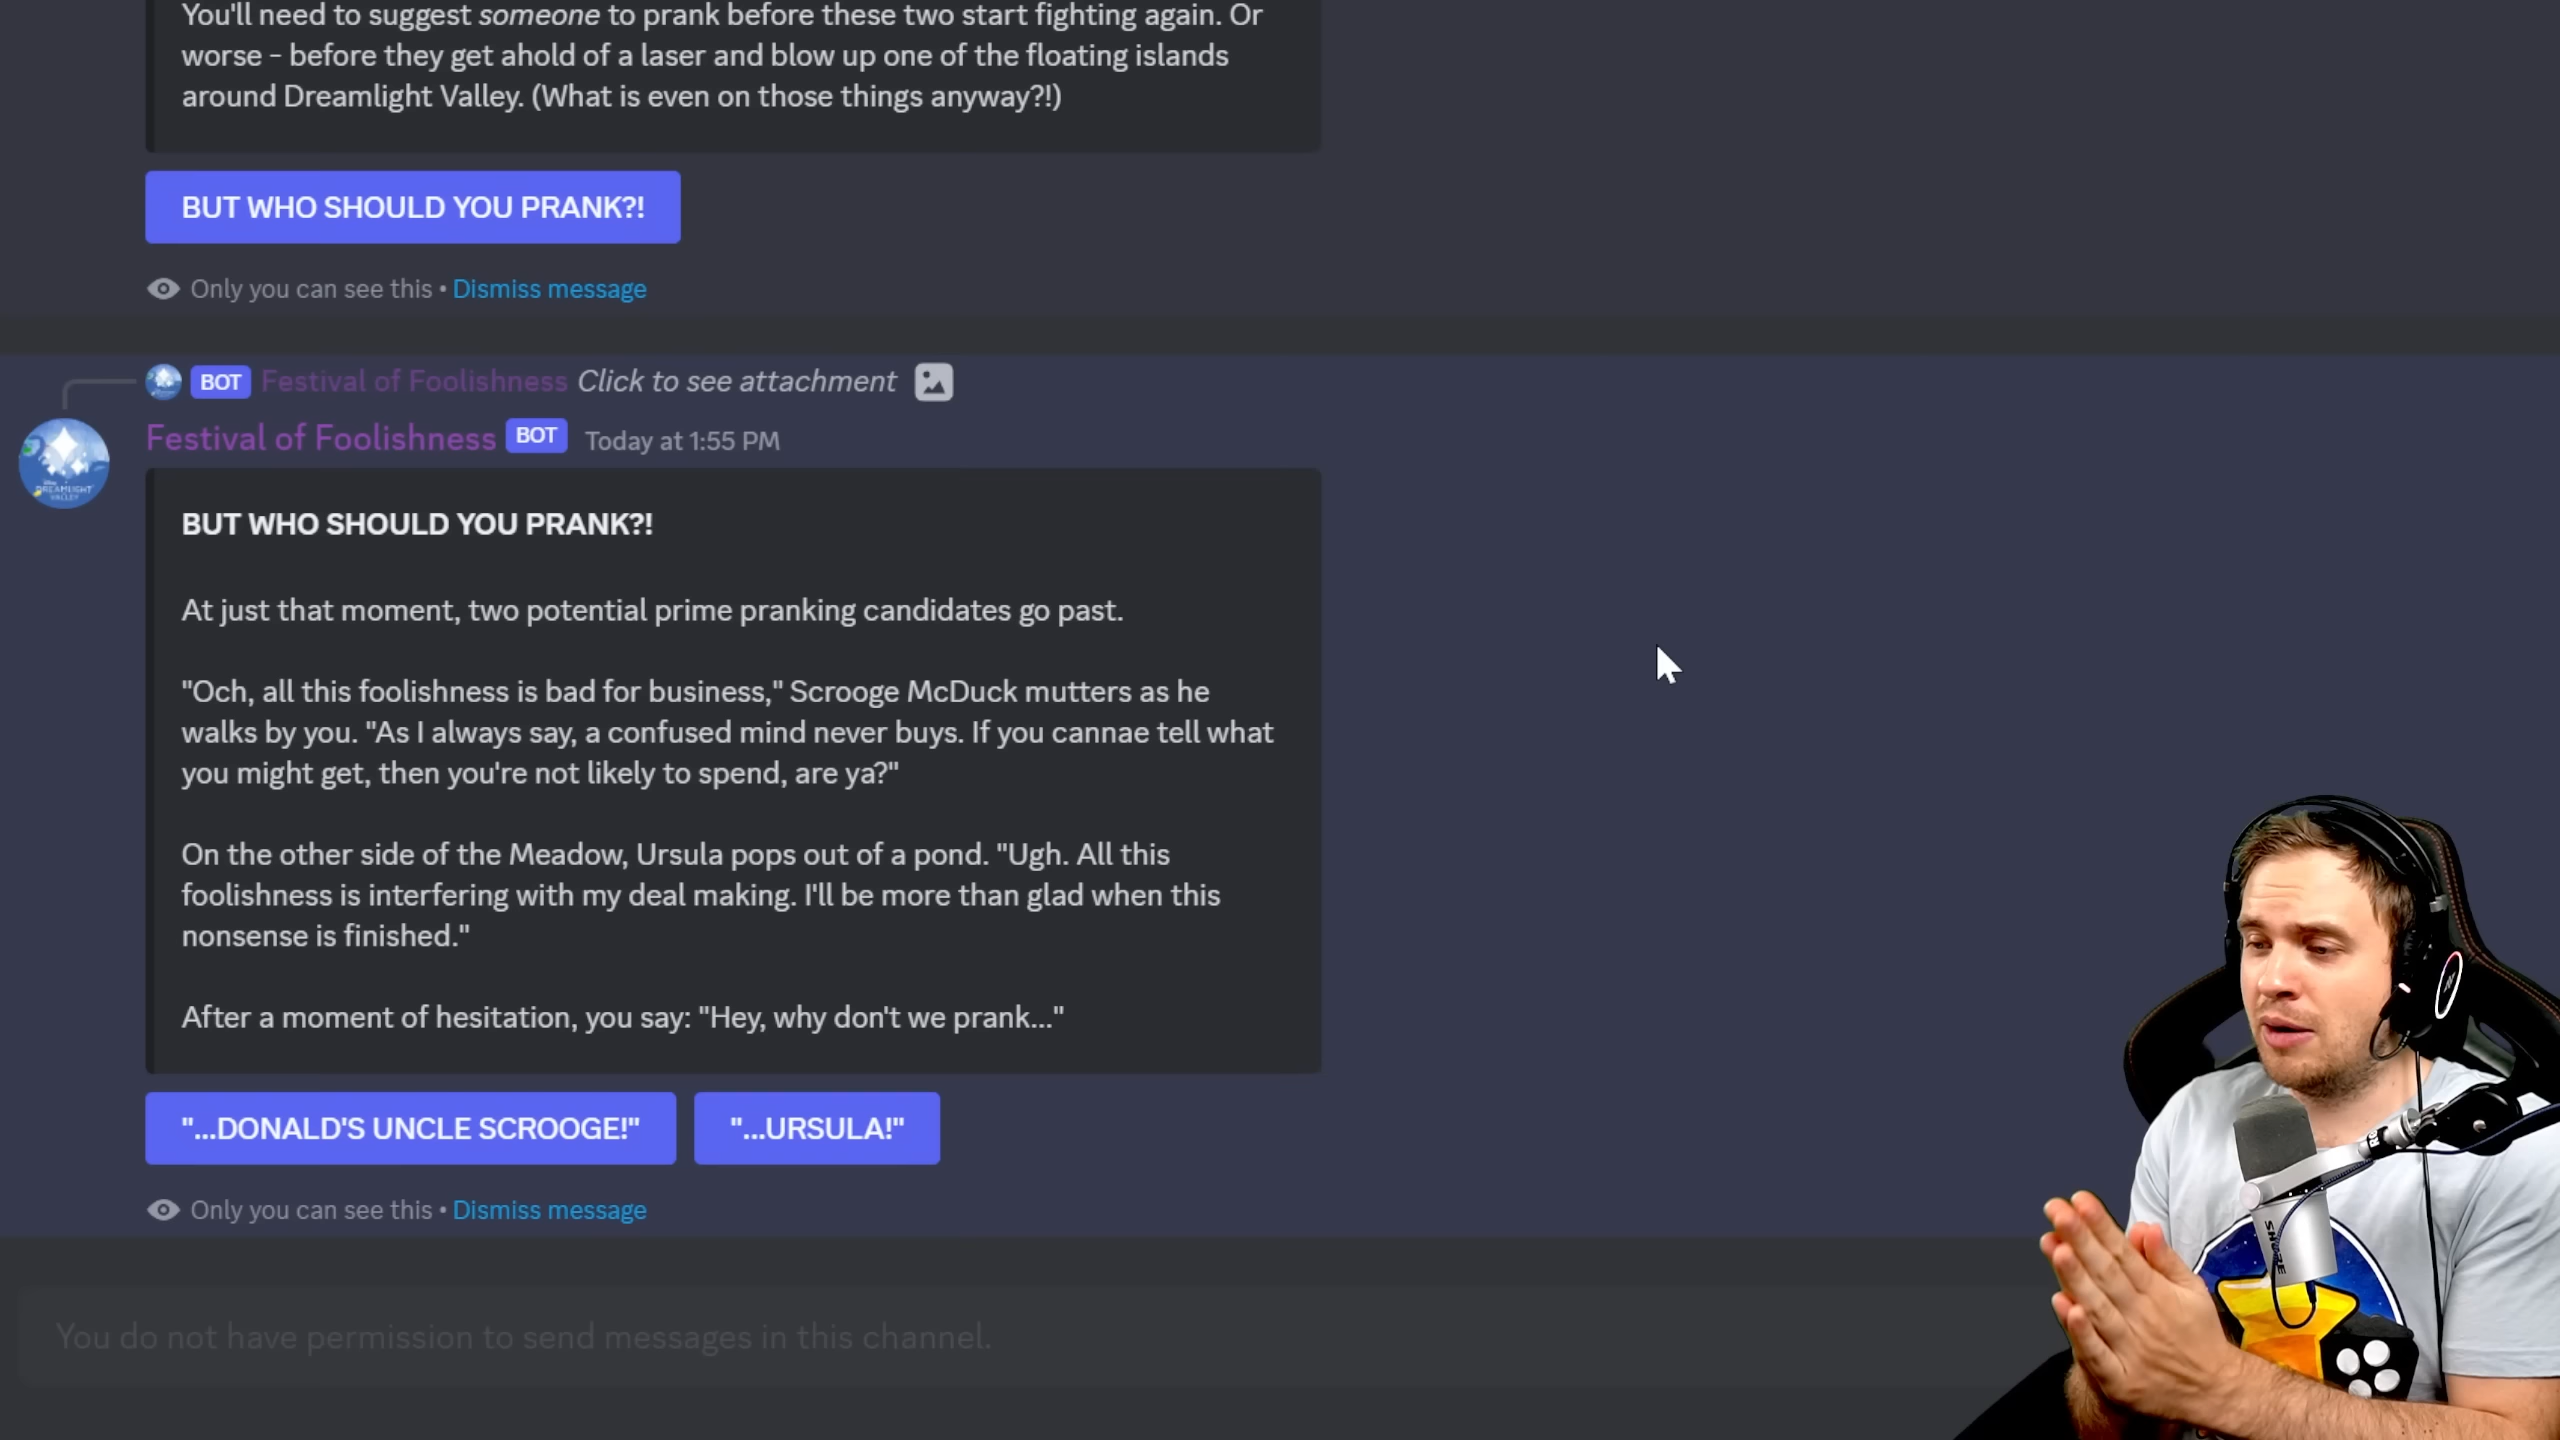 You'll need to suggest someone to prank before these two start fighting again. Or
worse - before they get ahold of a laser and blow up one of the floating islands
around Dreamlight Valley. (What is even on those things anyway?!)
BUT WHO SHOULD YOU PRANK?!
Only you can see this • Dismiss message
BOT Festival of Foolishness Click to see attachment
Festival of Foolishness BOT Today at 1:55 PM
DREAMLIGHT
VALLEY
BUT WHO SHOULD YOU PRANK?!
At just that moment, two potential prime pranking candidates go past.
"Och, all this foolishness is bad for business," Scrooge McDuck mutters as he
walks by you. "As I always say, a confused mind never buys. If you cannae tell what
you might get, then you're not likely to spend, are ya?"
On the other side of the Meadow, Ursula pops out of a pond. "Ugh. All this
foolishness is interfering with my deal making. I'll be more than glad when this
nonsense is finished."
After a moment of hesitation, you say: "Hey, why don't we prank..."
"...DONALD'S UNCLE SCROOGE!" "...URSULA!"
Only you can see this • Dismiss message
You do not have permission to send messages in this channel.
SHURE